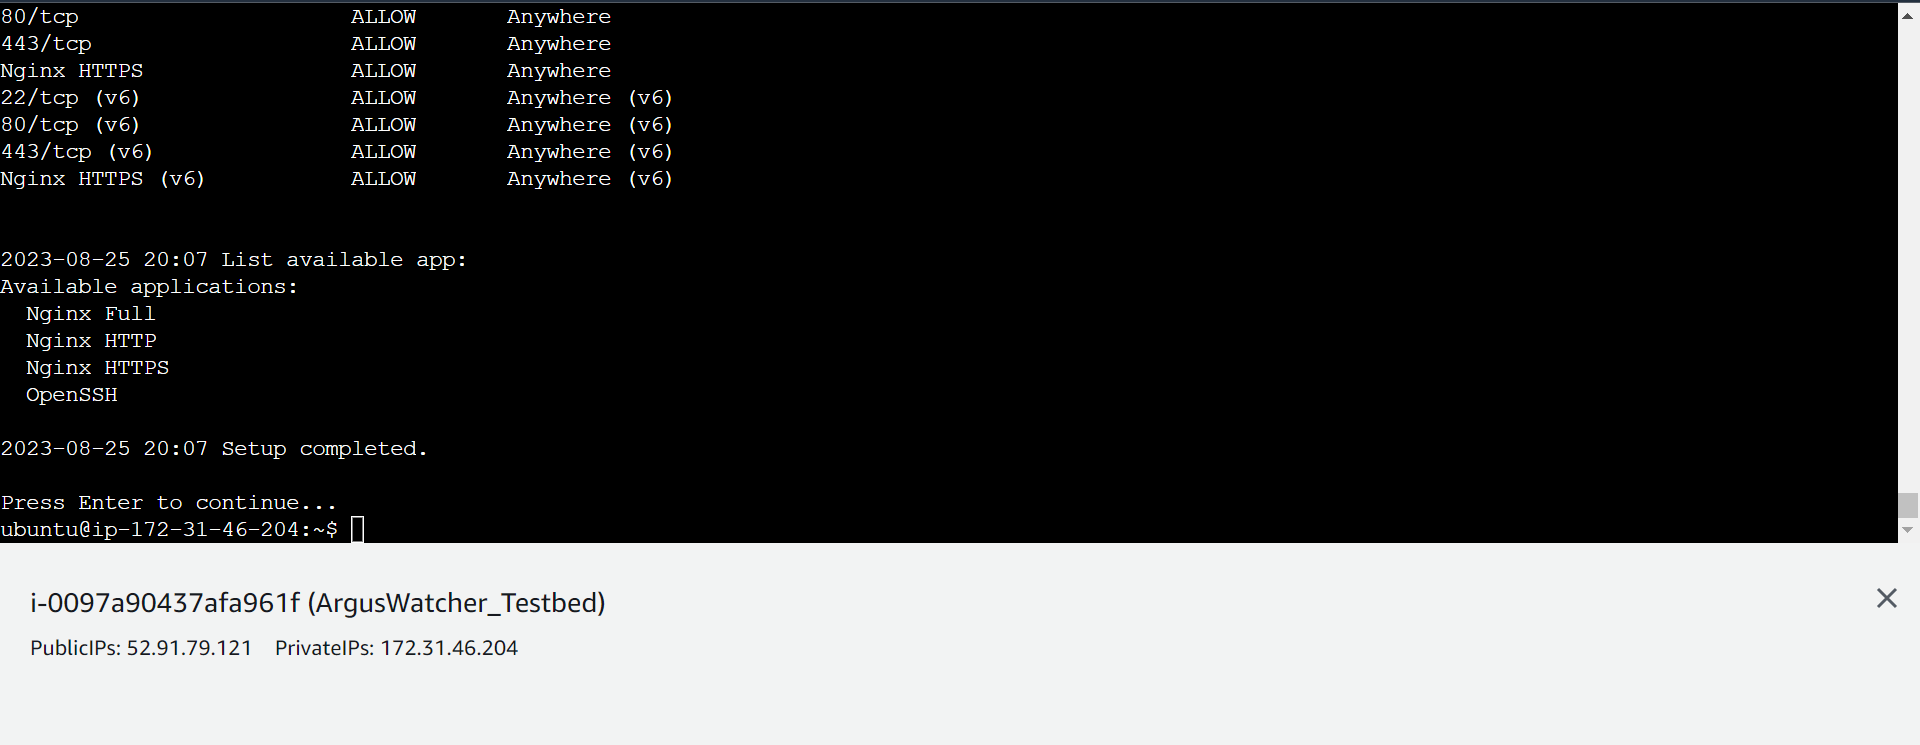 80/tcp                     ALLOW       Anywhere
443/tcp                    ALLOW       Anywhere
Nginx HTTPS                ALLOW       Anywhere
22/tcp (v6)                ALLOW       Anywhere (v6)
80/tcp (v6)                ALLOW       Anywhere (v6)
443/tcp (v6)               ALLOW       Anywhere (v6)
Nginx HTTPS (v6)           ALLOW       Anywhere (v6)
2023-08-25 20:07 List available app:
Available applications:
  Nginx Full
  Nginx HTTP
  Nginx HTTPS
  OpenSSH
2023-08-25 20:07 Setup completed.
Press Enter to continue...
ubuntu@ip-172-31-46-204:~$
i-0097a90437afa961f (ArgusWatcher_Testbed)
PublicIPs: 52.91.79.121 PrivateIPs: 172.31.46.204